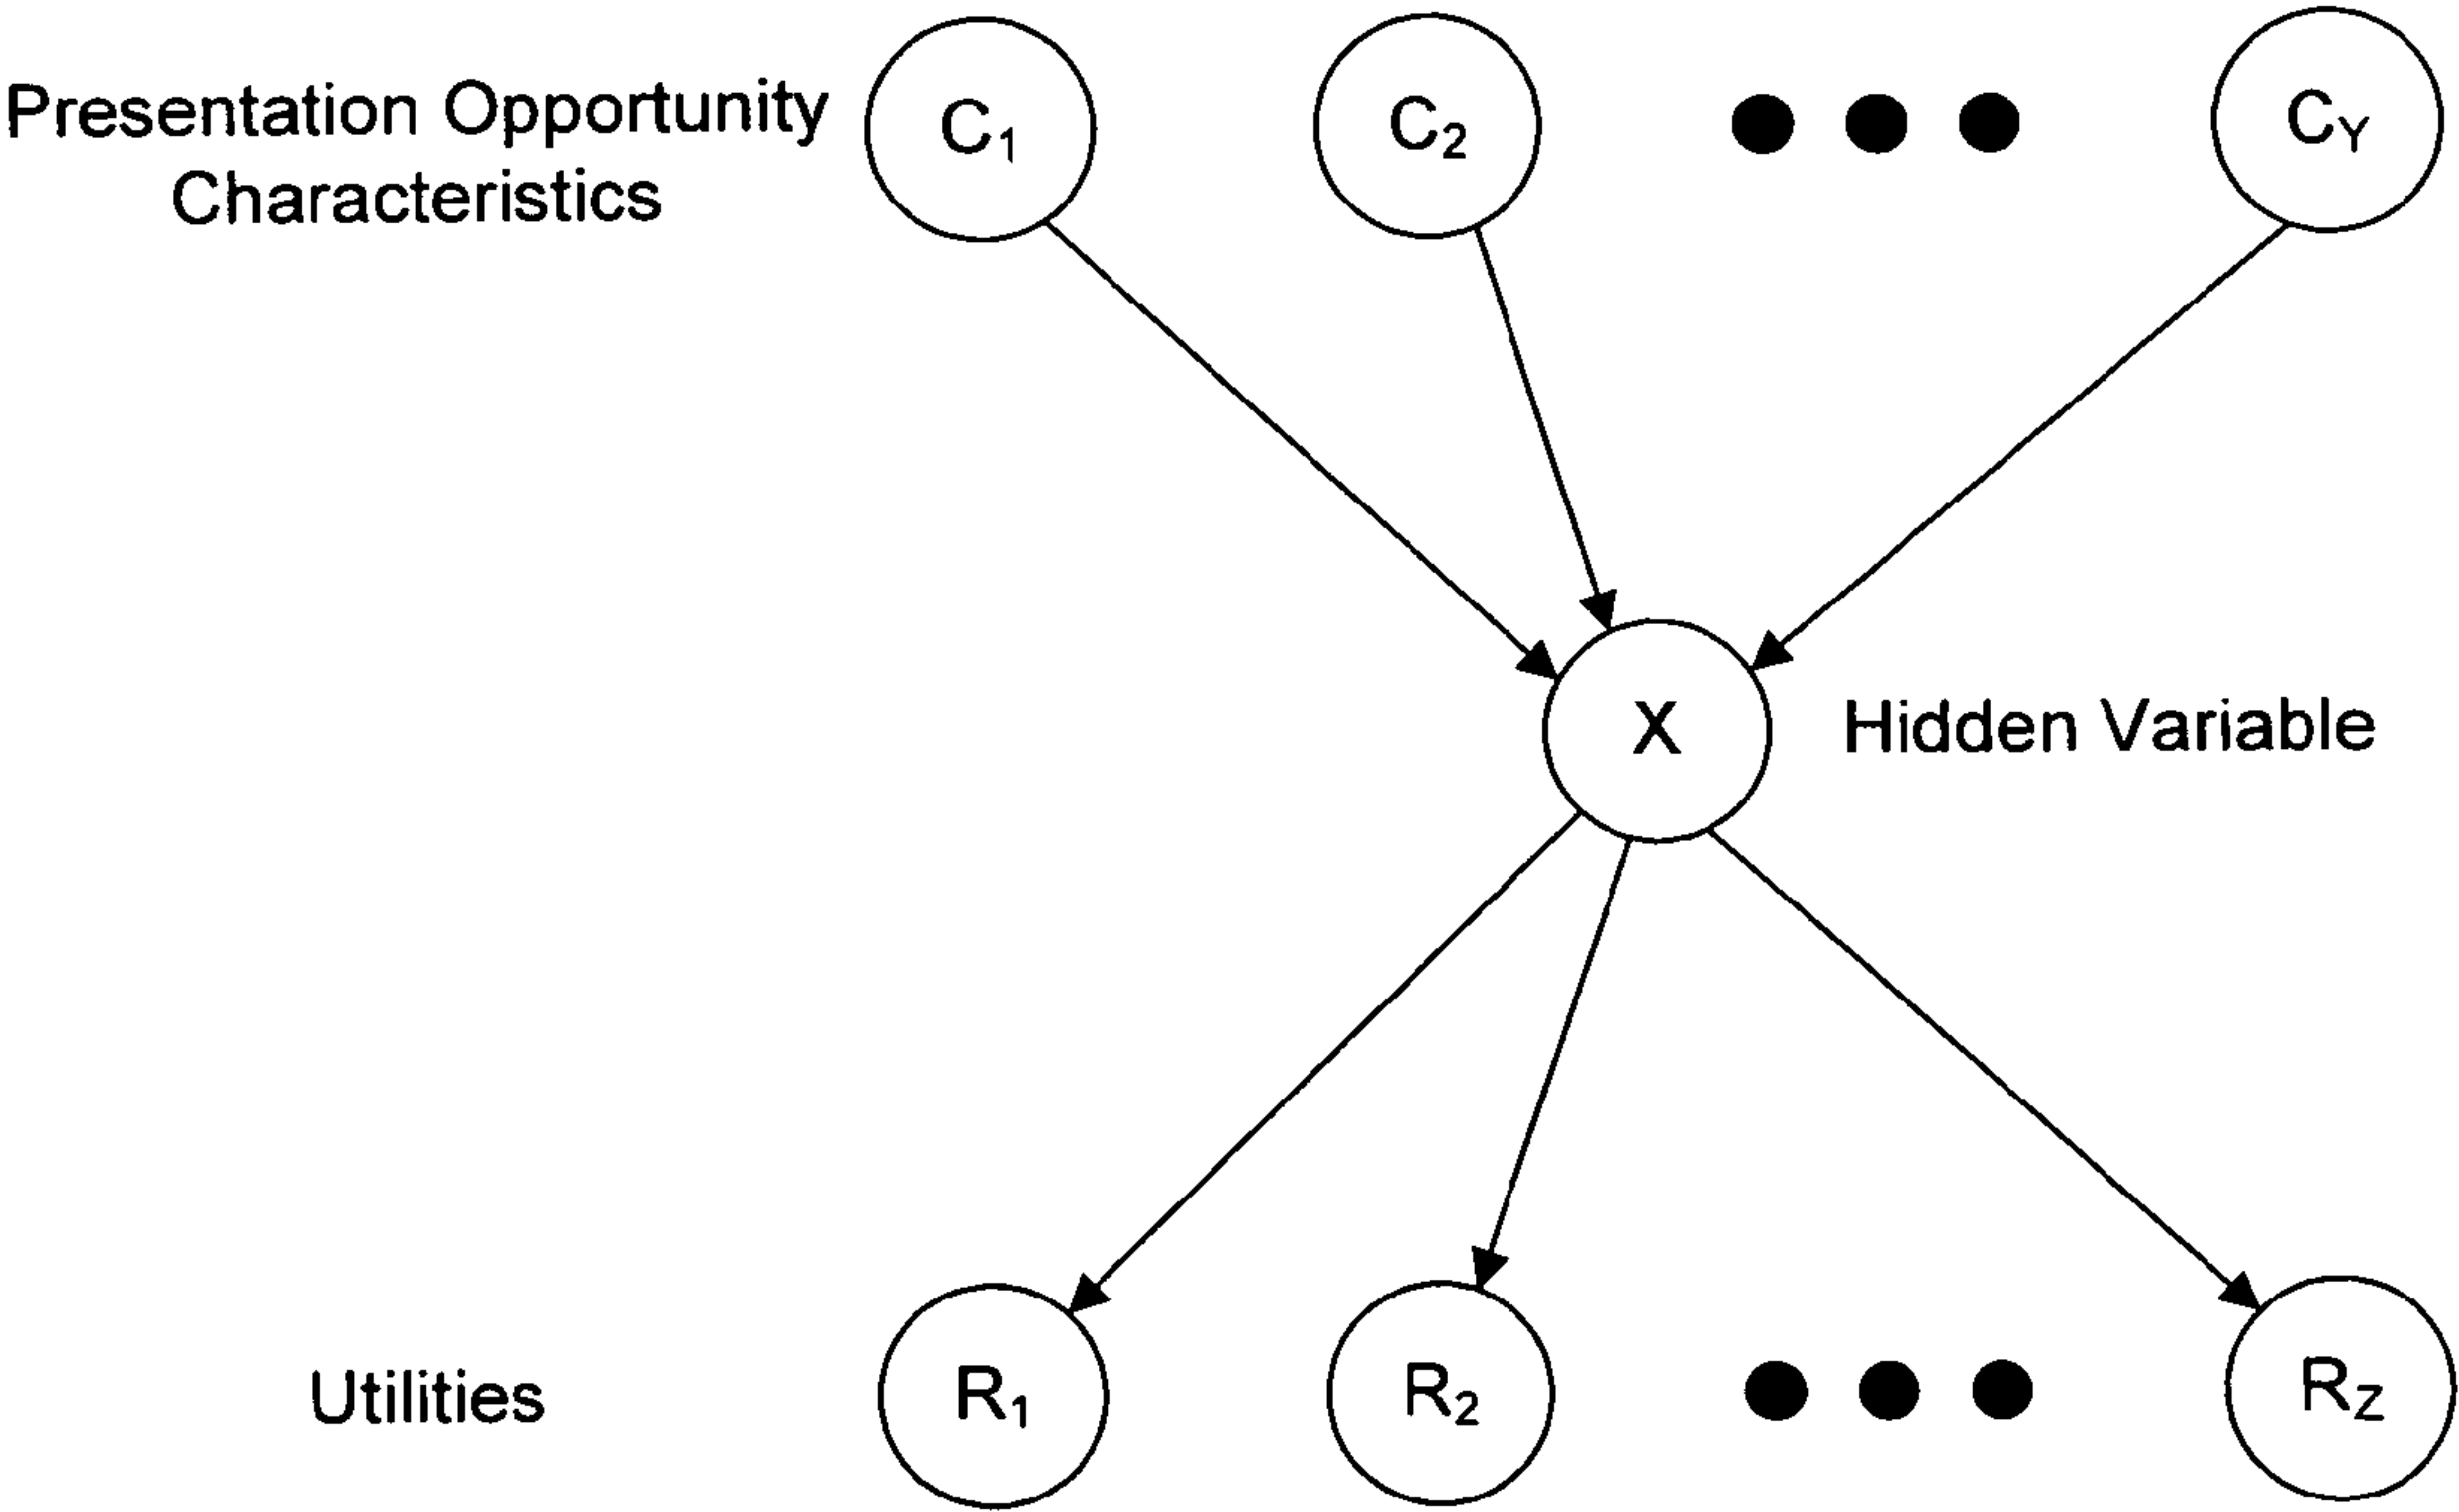 Presentation Opportunity
Characteristics
C1
C2
CY
X
Hidden Variable
Utilities
R1
R2
RZ